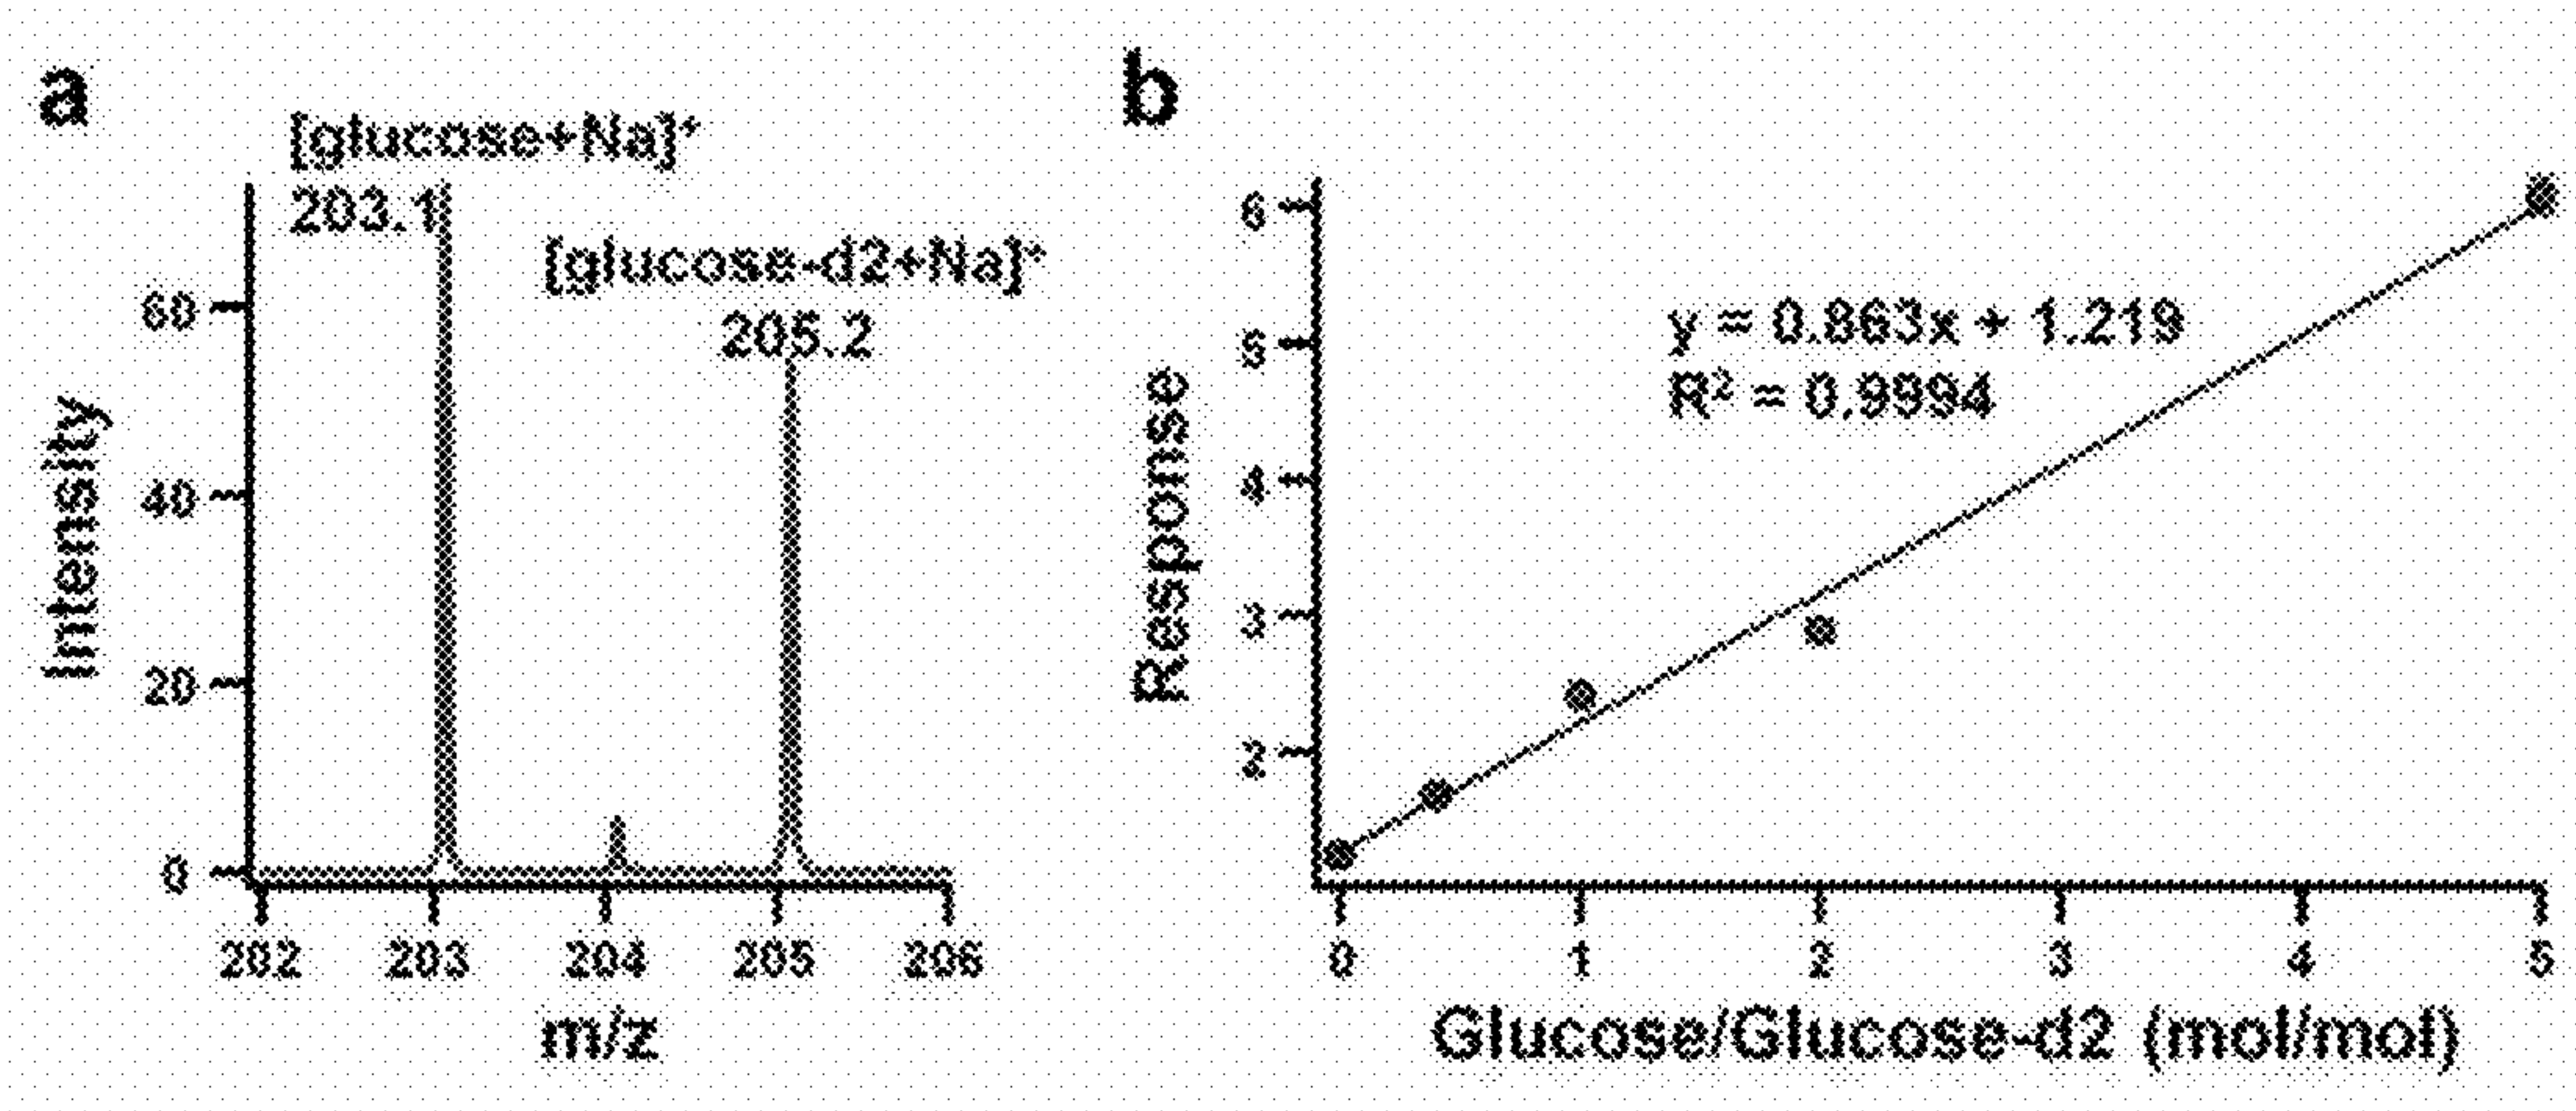 a
[glucose+Na]⁺
203.1
[glucose-d2+Na]⁺
205.2
60
40
20
0
Intensity
202 203 204 205 206
m/z
b
6
5
4
3
2
Response
y = 0.863x + 1.219
R² = 0.9994
0 1 2 3 4 5
Glucose/Glucose-d2 (mol/mol)